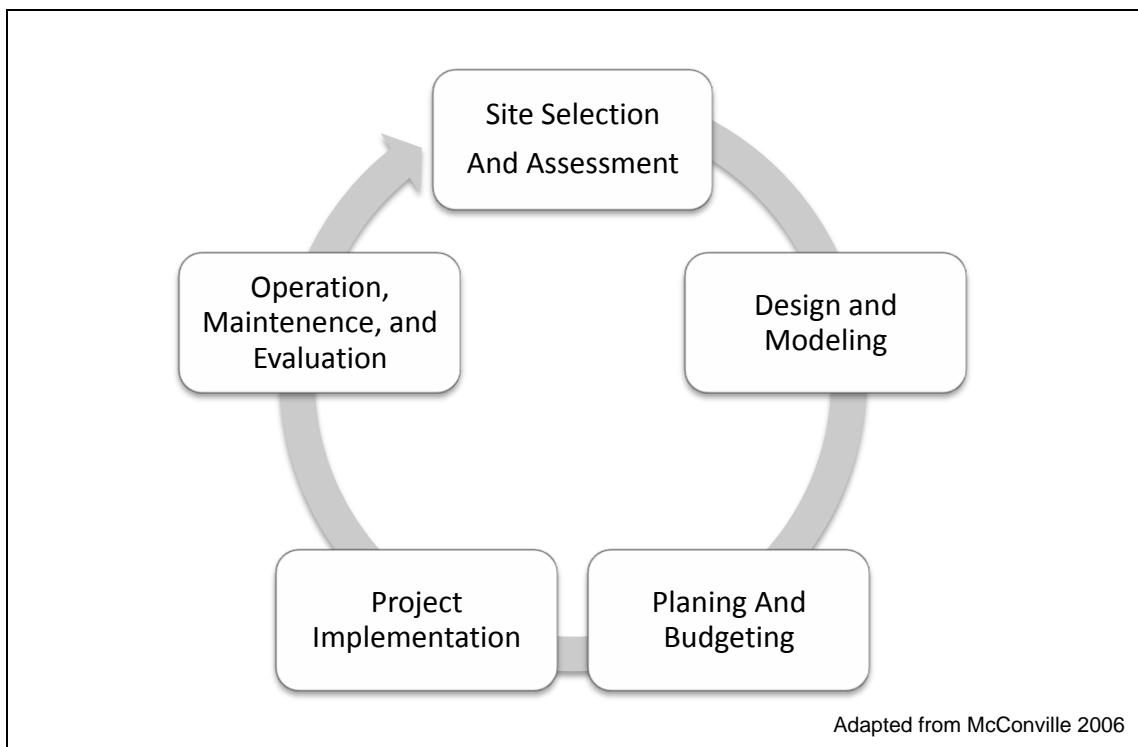 Site Selection
And Assessment
Design and
Modeling
Planing And
Budgeting
Project
Implementation
Operation,
Maintenence, and
Evaluation
Adapted from McConville 2006